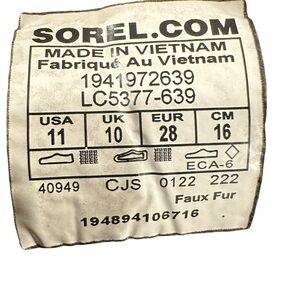 SOREL.COM
MADE IN VIETNAM
Fabriqué Au Vietnam
1941972639
LC5377-639
USA UK EUR CM
11 10 28 16
ECA-6
40949 CJS 0122 222
Faux Fur
194894106716